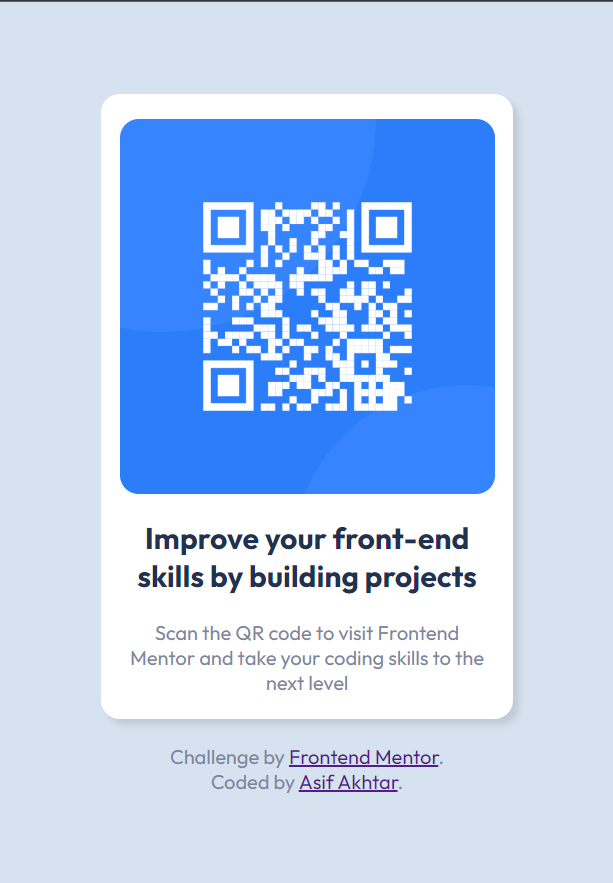 Improve your front-end
skills by building projects
Scan the QR code to visit Frontend
Mentor and take your coding skills to the
next level
Challenge by Frontend Mentor.
Coded by Asif Akhtar.